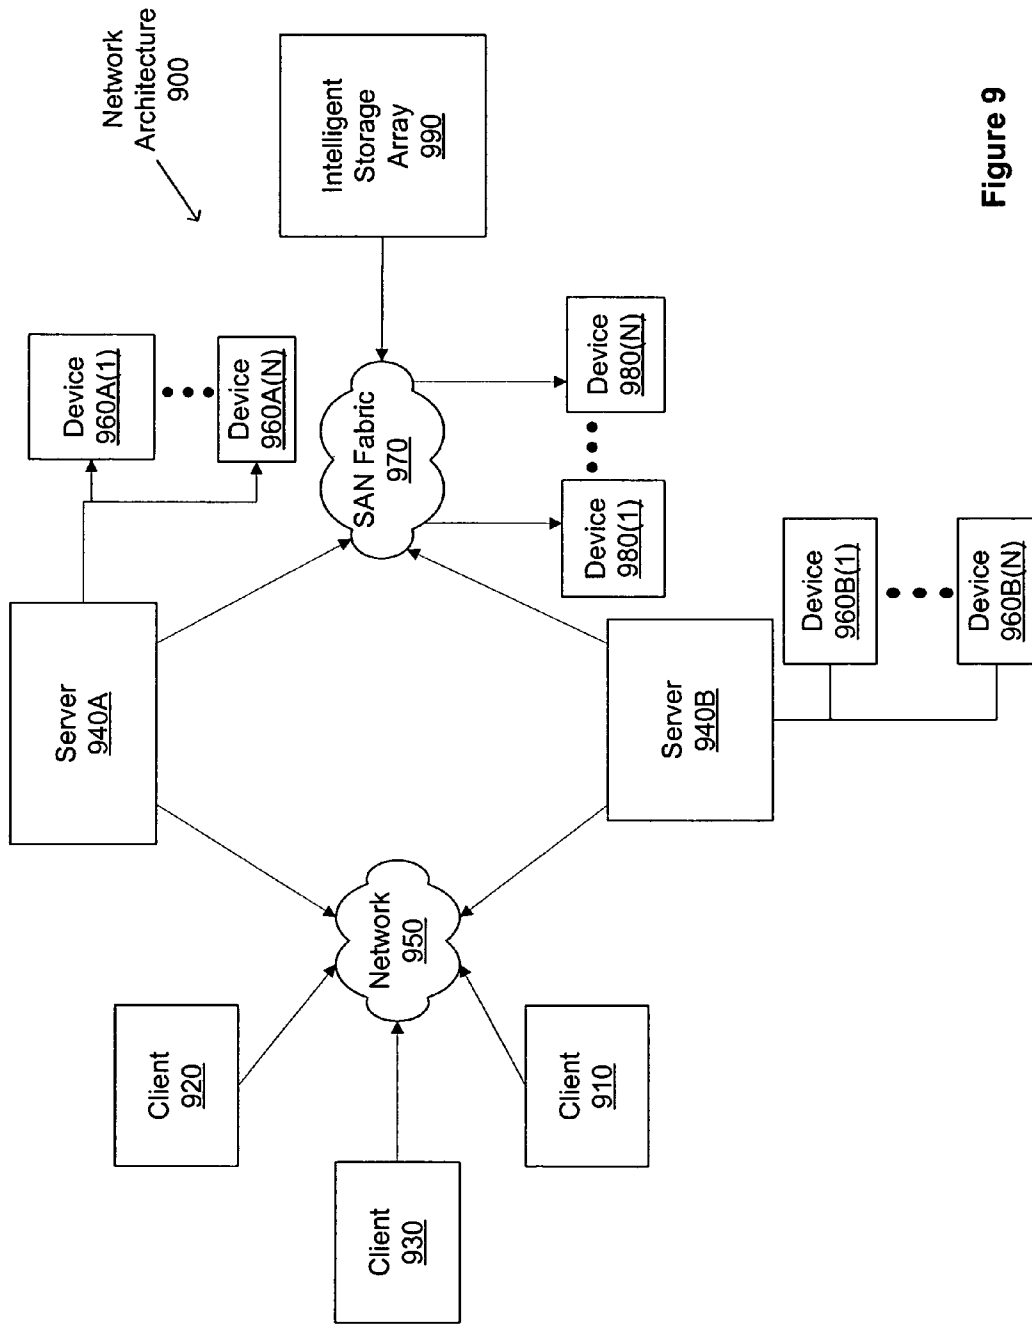 Network
Architecture
900
Device
960A(1)
Device
960A(N)
Intelligent
Storage
Array
990
Server
940A
SAN Fabric
970
Client
920
Network
950
Device
980(1)
Device
980(N)
Client
930
Client
910
Server
940B
Device
960B(1)
Device
960B(N)
Figure 9